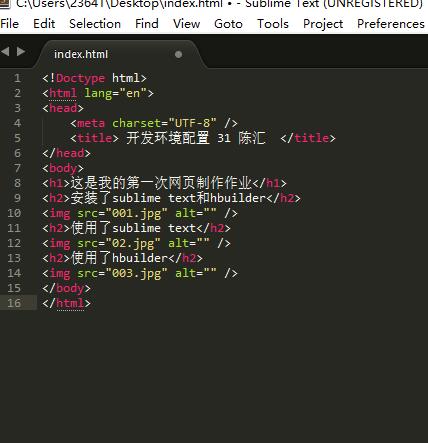 C:\Users\23641\Desktop\index.html • - Sublime Text (UNREGISTERED)
File Edit Selection Find View Goto Tools Project Preferences
index.html
1 <!Doctype html>
2 <html lang="en">
3 <head>
4 <meta charset="UTF-8" />
5 <title> 开发环境配置 31 陈汇 </title>
6 </head>
7 <body>
8 <h1>这是我的第一次网页制作作业</h1>
9 <h2>安装了sublime text和hbuilder</h2>
10 <img src="001.jpg" alt="" />
11 <h2>使用了sublime text</h2>
12 <img src="02.jpg" alt="" />
13 <h2>使用了hbuilder</h2>
14 <img src="003.jpg" alt="" />
15 </body>
16 </html>